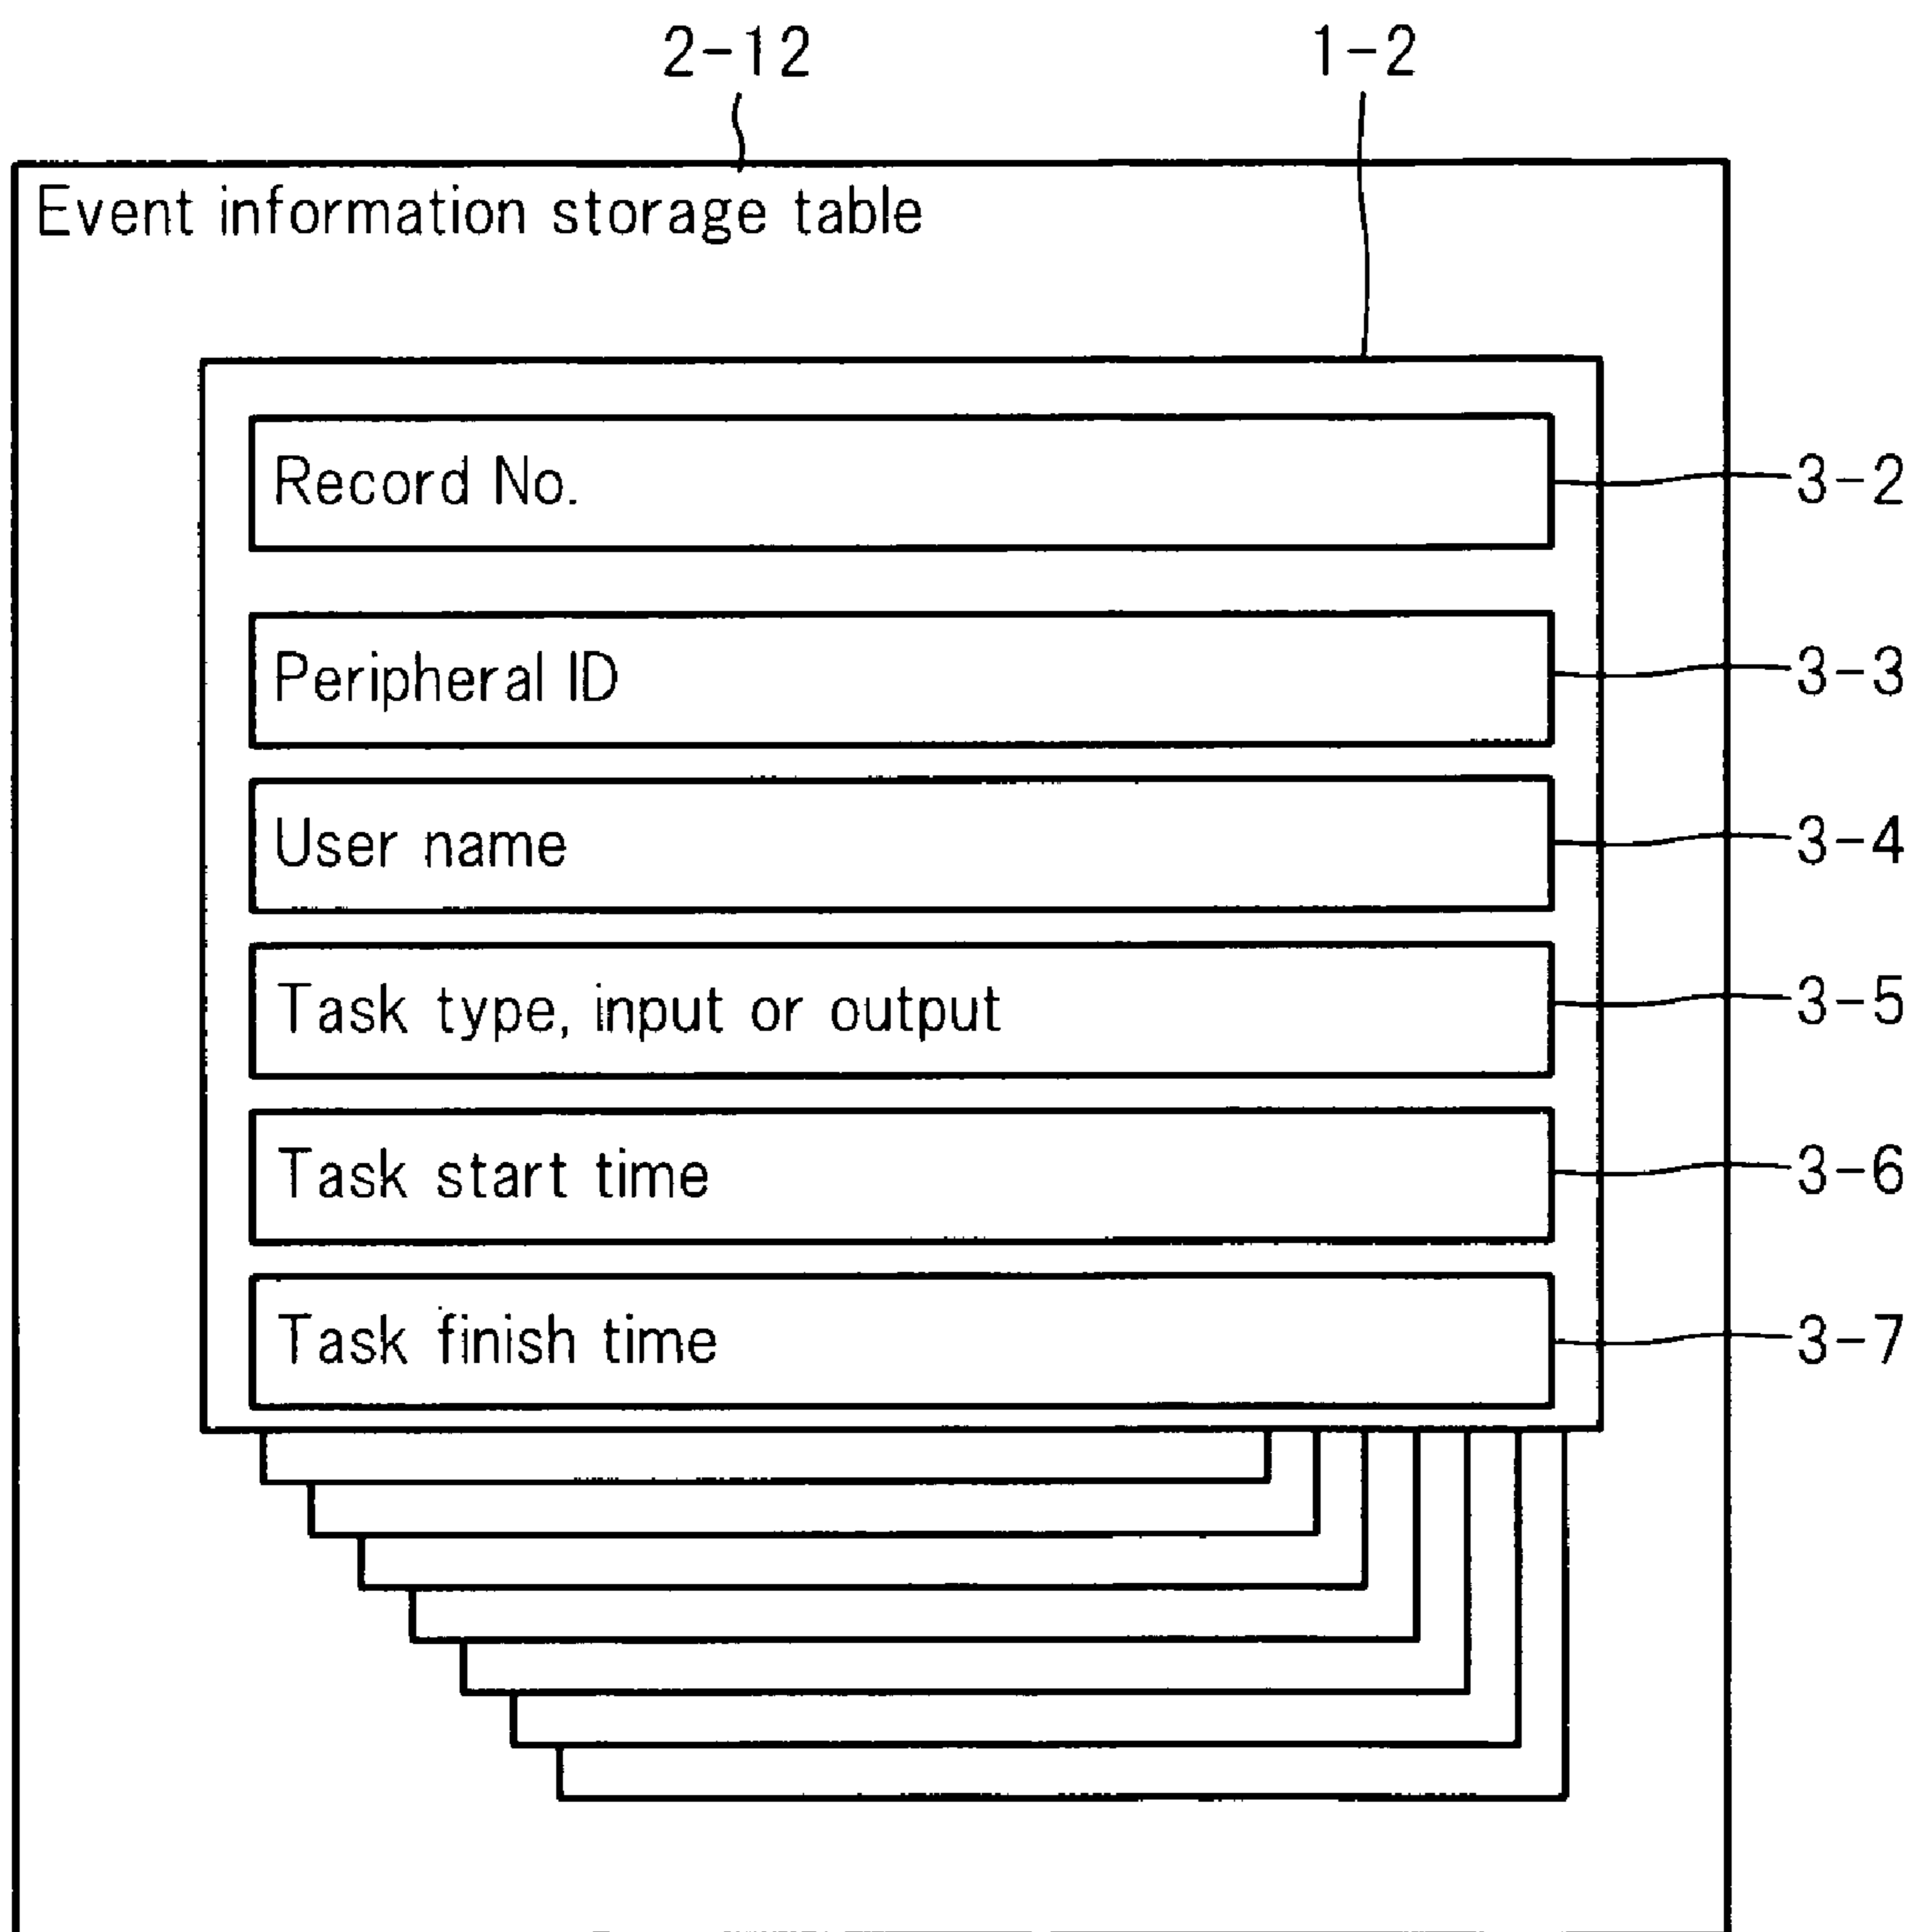 2-12 1-2
Event information storage table
Record No. 3-2
Peripheral ID 3-3
User name 3-4
Task type, input or output 3-5
Task start time 3-6
Task finish time 3-7